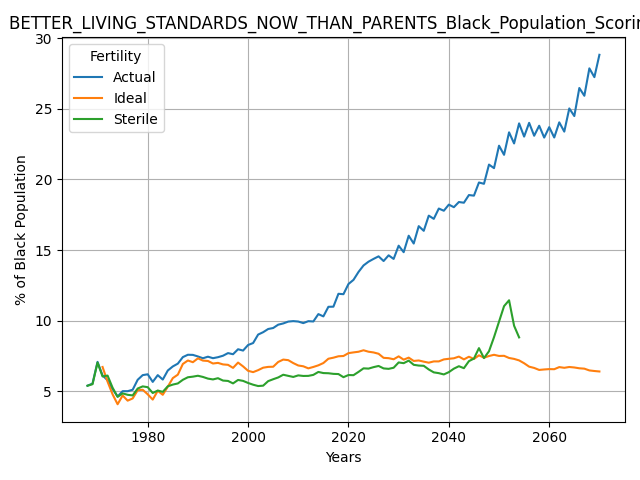 BETTER_LIVING_STANDARDS_NOW_THAN_PARENTS_Black_Population_Scorin
30
25
20
15
10
5
% of Black Population
Fertility
Actual
Ideal
Sterile
1980
2000
2020
2040
2060
Years